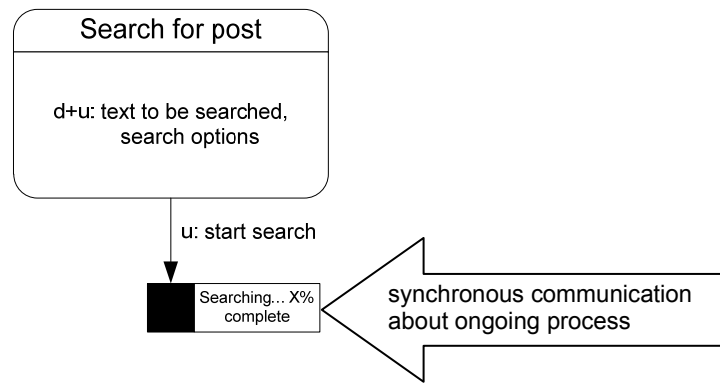 Search for post
d+u: text to be searched,
search options
u: start search
Searching... X%
complete
synchronous communication
about ongoing process